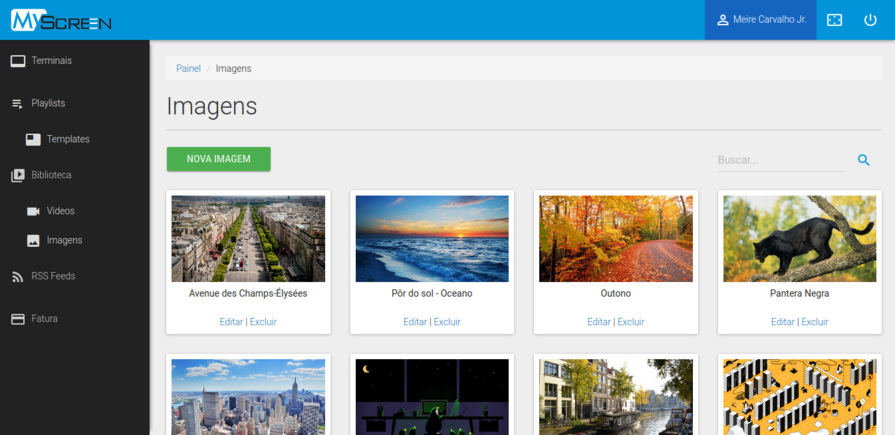 MyScreen
Meire Carvalho Jr.
Terminais
Playlists
Templates
Biblioteca
Videos
Imagens
RSS Feeds
Fatura
Painel / Imagens
Imagens
NOVA IMAGEM
Buscar...
Avenue des Champs-Élysées
Editar | Excluir
Pôr do sol - Oceano
Editar | Excluir
Outono
Editar | Excluir
Pantera Negra
Editar | Excluir